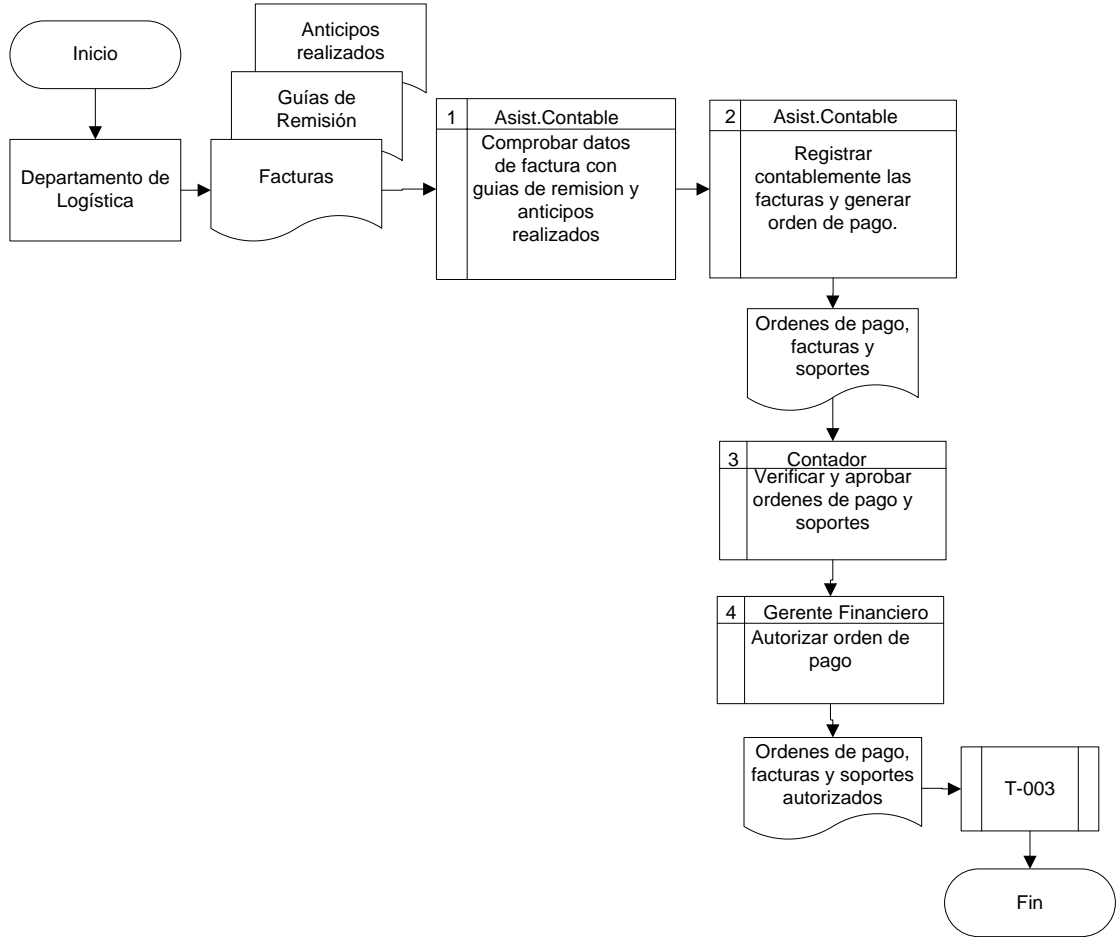 Inicio
Anticipos
realizados
Guías de
Remisión
Facturas
Departamento de
Logística
1 Asist.Contable
Comprobar datos
de factura con
guias de remision y
anticipos
realizados
2 Asist.Contable
Registrar
contablemente las
facturas y generar
orden de pago.
Ordenes de pago,
facturas y
soportes
3 Contador
Verificar y aprobar
ordenes de pago y
soportes
4 Gerente Financiero
Autorizar orden de
pago
Ordenes de pago,
facturas y soportes
autorizados
T-003
Fin